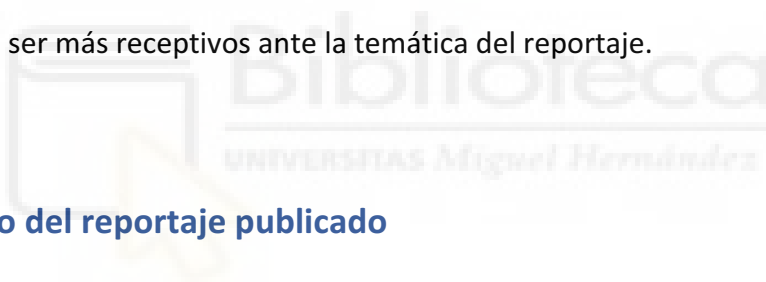 ser más receptivos ante la temática del reportaje.
Biblioteca
UNIVERSITAS Miguel Hernández
o del reportaje publicado